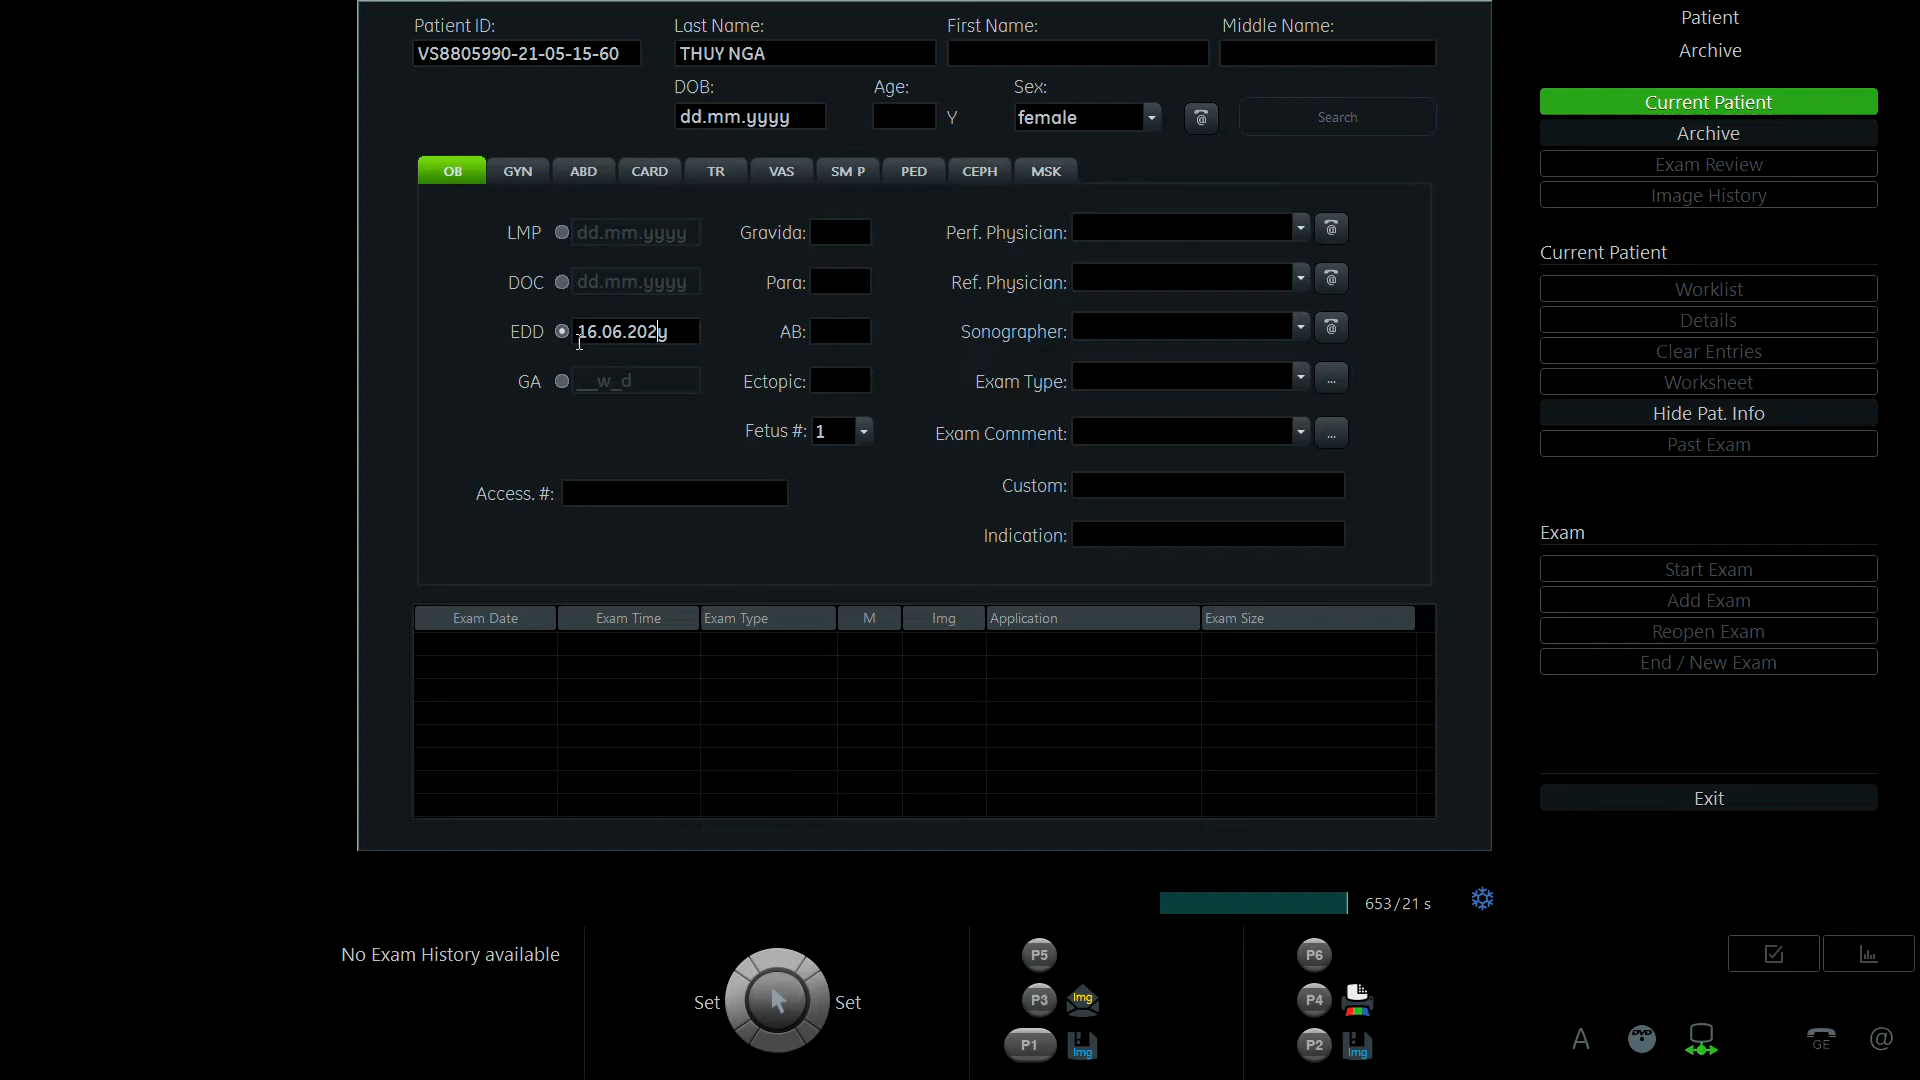 Patient ID: Last Name: First Name: Middle Name:
VS8805990-21-05-15-60 THUY NGA
DOB: Age: Sex:
dd.mm.yyyy Y female @ Search
OB GYN ABD CARD TR VAS SM P PED CEPH MSK
LMP dd.mm.yyyy Gravida: Perf. Physician: @
DOC dd.mm.yyyy Para: Ref. Physician: @
EDD 16.06.202y AB: Sonographer: @
GA __w_d Ectopic: Exam Type: ...
Fetus #: 1 Exam Comment: ...
Access. #: Custom:
Indication:
Exam Date Exam Time Exam Type M Img Application Exam Size
653/21 s
No Exam History available
Set Set
P5 P6
P3 Img P4
P1 Img P2 Img
Patient
Archive
Current Patient
Archive
Exam Review
Image History
Current Patient
Worklist
Details
Clear Entries
Worksheet
Hide Pat. Info
Past Exam
Exam
Start Exam
Add Exam
Reopen Exam
End / New Exam
Exit
A DVD GE @